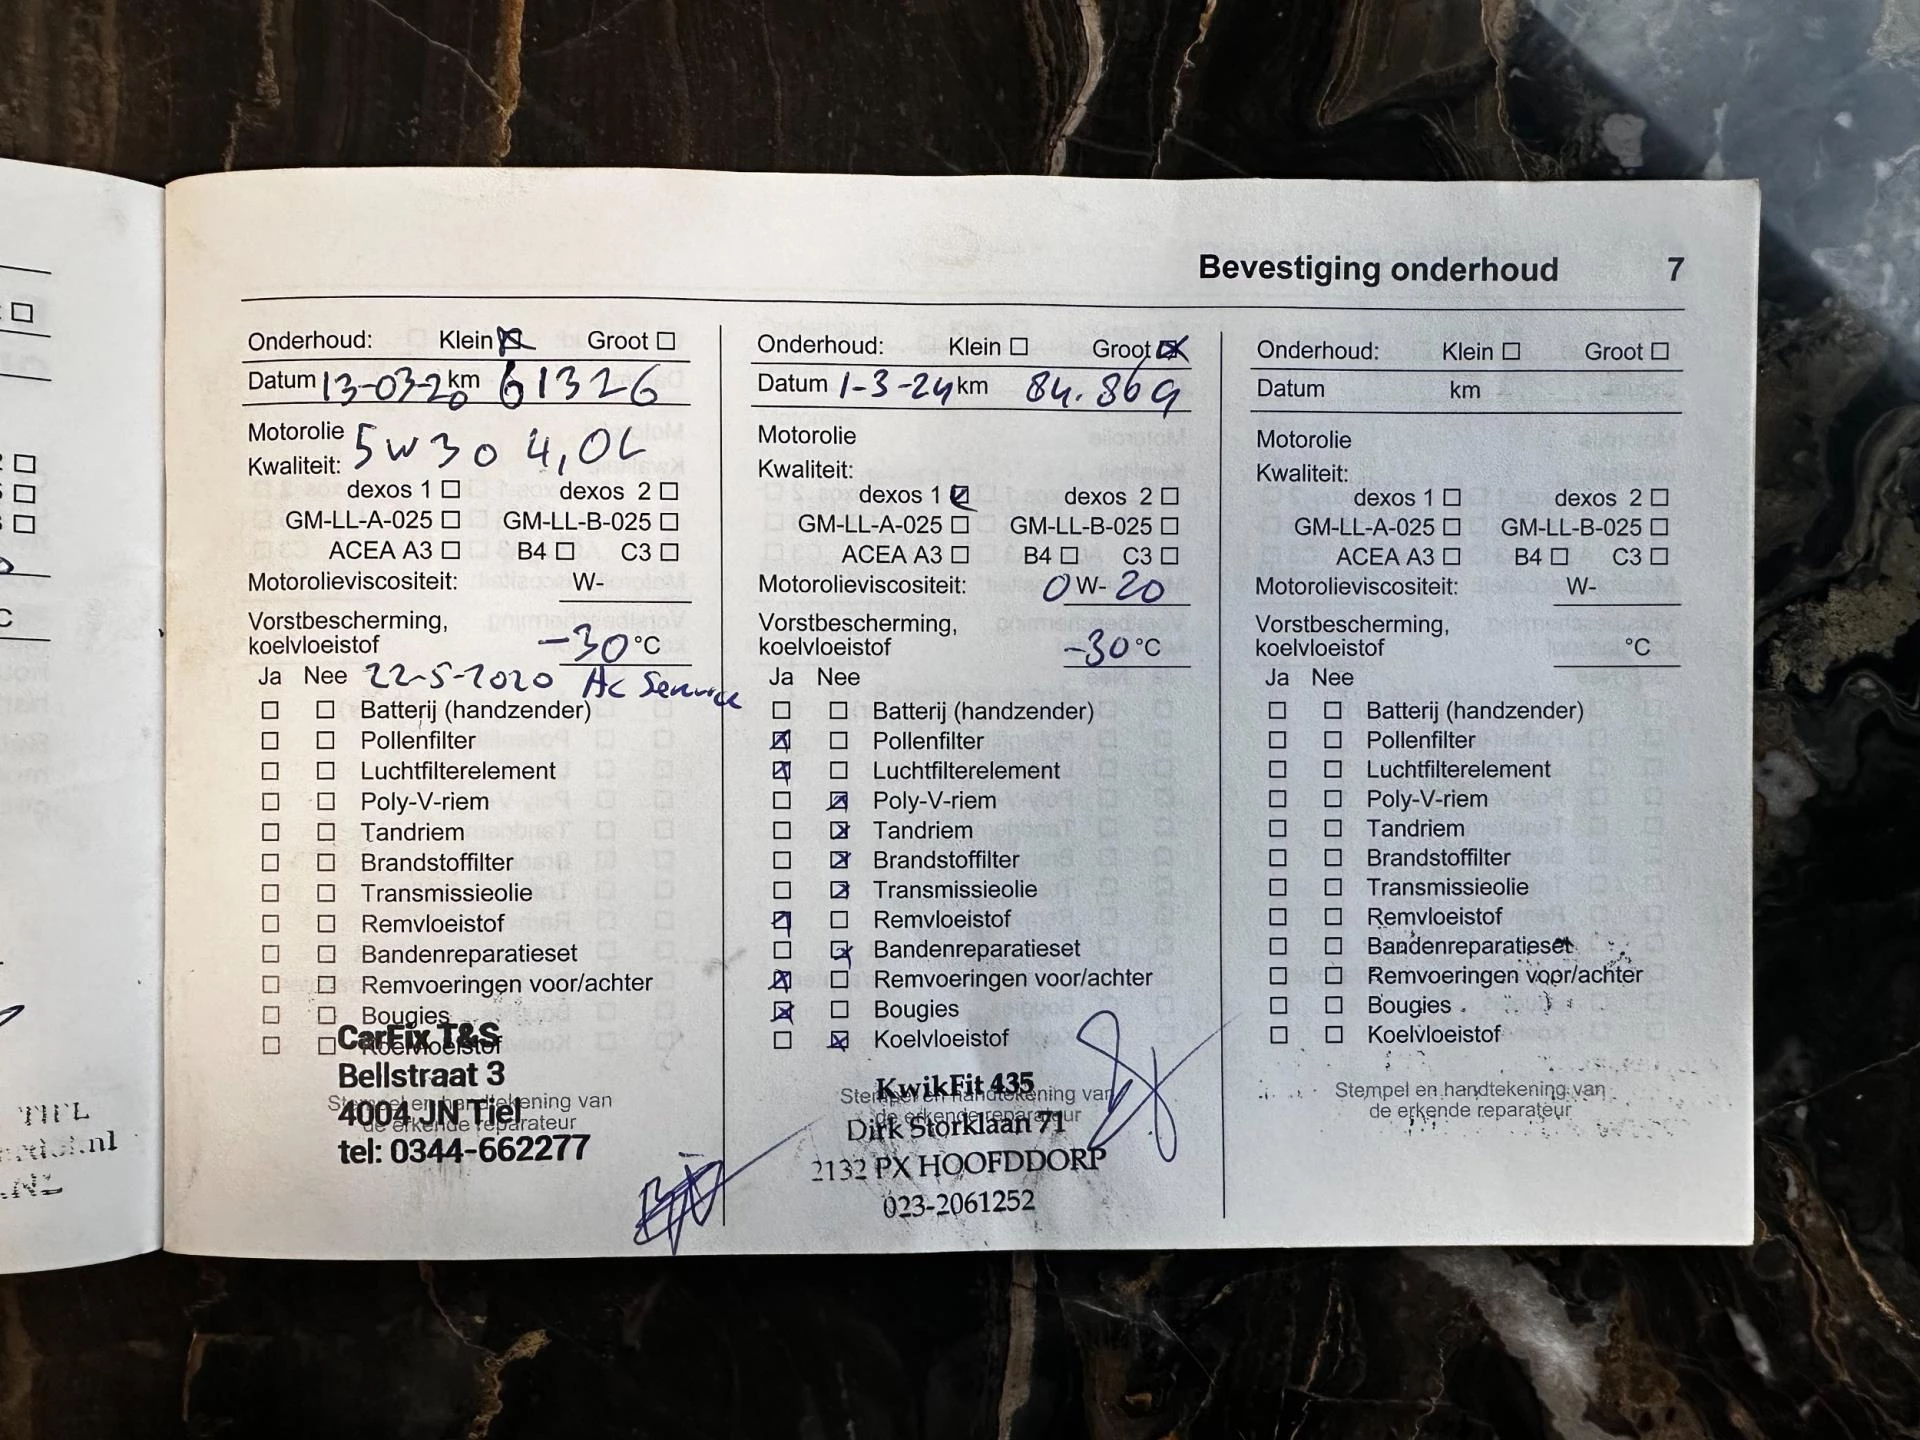 Bevestiging onderhoud 7
Onderhoud: Klein Groot
Datum 13-03-20 km 61326
Motorolie
Kwaliteit: 5W30 4,0L
dexos 1 dexos 2
GM-LL-A-025 GM-LL-B-025
ACEA A3 B4 C3
Motorolieviscositeit: W-
Vorstbescherming,
koelvloeistof -30 °C
Ja Nee 22-5-2020 Ac Service
Batterij (handzender)
Pollenfilter
Luchtfilterelement
Poly-V-riem
Tandriem
Brandstoffilter
Transmissieolie
Remvloeistof
Bandenreparatieset
Remvoeringen voor/achter
Bougies
Koelvloeistof
CarFix T&S
Bellstraat 3
Stempel en handtekening van
4004 JN Tiel
de erkende reparateur
tel: 0344-662277
Onderhoud: Klein Groot
Datum 1-3-24 km 84.869
Motorolie
Kwaliteit:
dexos 1 dexos 2
GM-LL-A-025 GM-LL-B-025
ACEA A3 B4 C3
Motorolieviscositeit: 0W-20
Vorstbescherming,
koelvloeistof -30 °C
Ja Nee
Batterij (handzender)
Pollenfilter
Luchtfilterelement
Poly-V-riem
Tandriem
Brandstoffilter
Transmissieolie
Remvloeistof
Bandenreparatieset
Remvoeringen voor/achter
Bougies
Koelvloeistof
KwikFit 435
Stempel en handtekening van
de erkende reparateur
Dirk Storklaan 71
2132 PX HOOFDDORP
023-2061252
Onderhoud: Klein Groot
Datum km
Motorolie
Kwaliteit:
dexos 1 dexos 2
GM-LL-A-025 GM-LL-B-025
ACEA A3 B4 C3
Motorolieviscositeit: W-
Vorstbescherming,
koelvloeistof °C
Ja Nee
Batterij (handzender)
Pollenfilter
Luchtfilterelement
Poly-V-riem
Tandriem
Brandstoffilter
Transmissieolie
Remvloeistof
Bandenreparatieset
Remvoeringen voor/achter
Bougies
Koelvloeistof
Stempel en handtekening van
de erkende reparateur